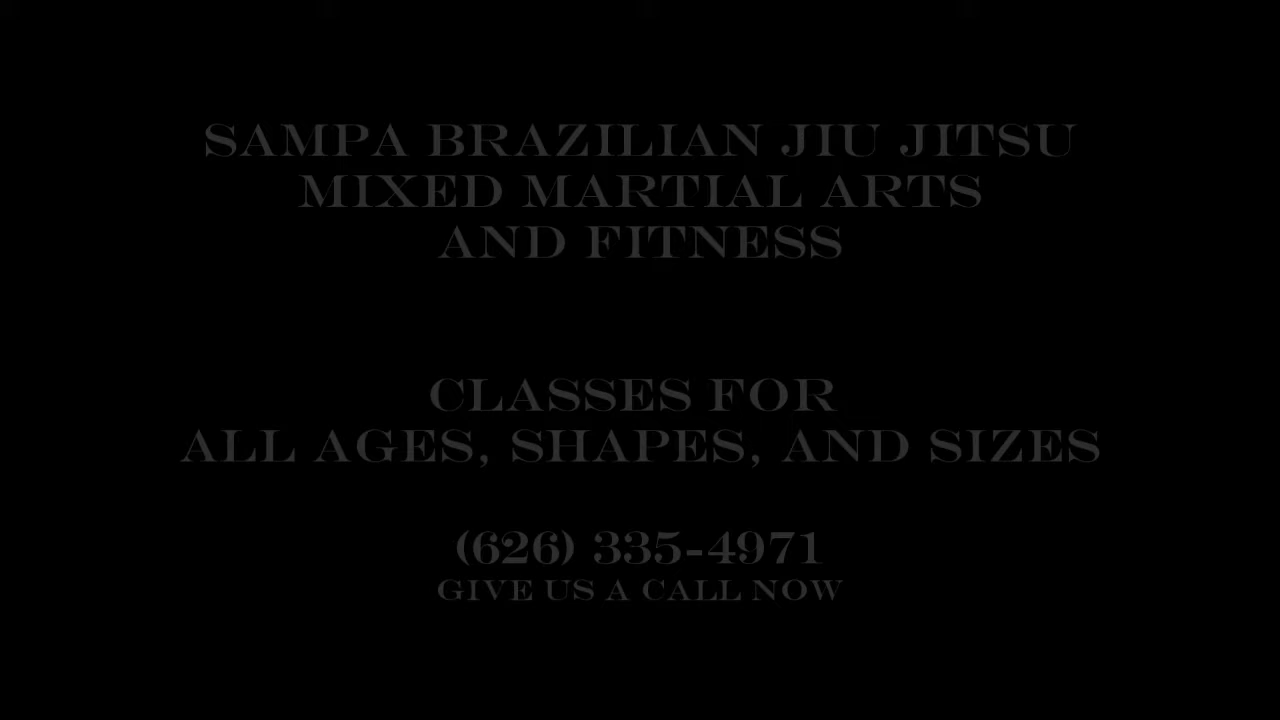 SAMPA BRAZILIAN JIU JITSU
MIXED MARTIAL ARTS
AND FITNESS
CLASSES FOR
ALL AGES, SHAPES, AND SIZES
(626) 335-4971
GIVE US A CALL NOW